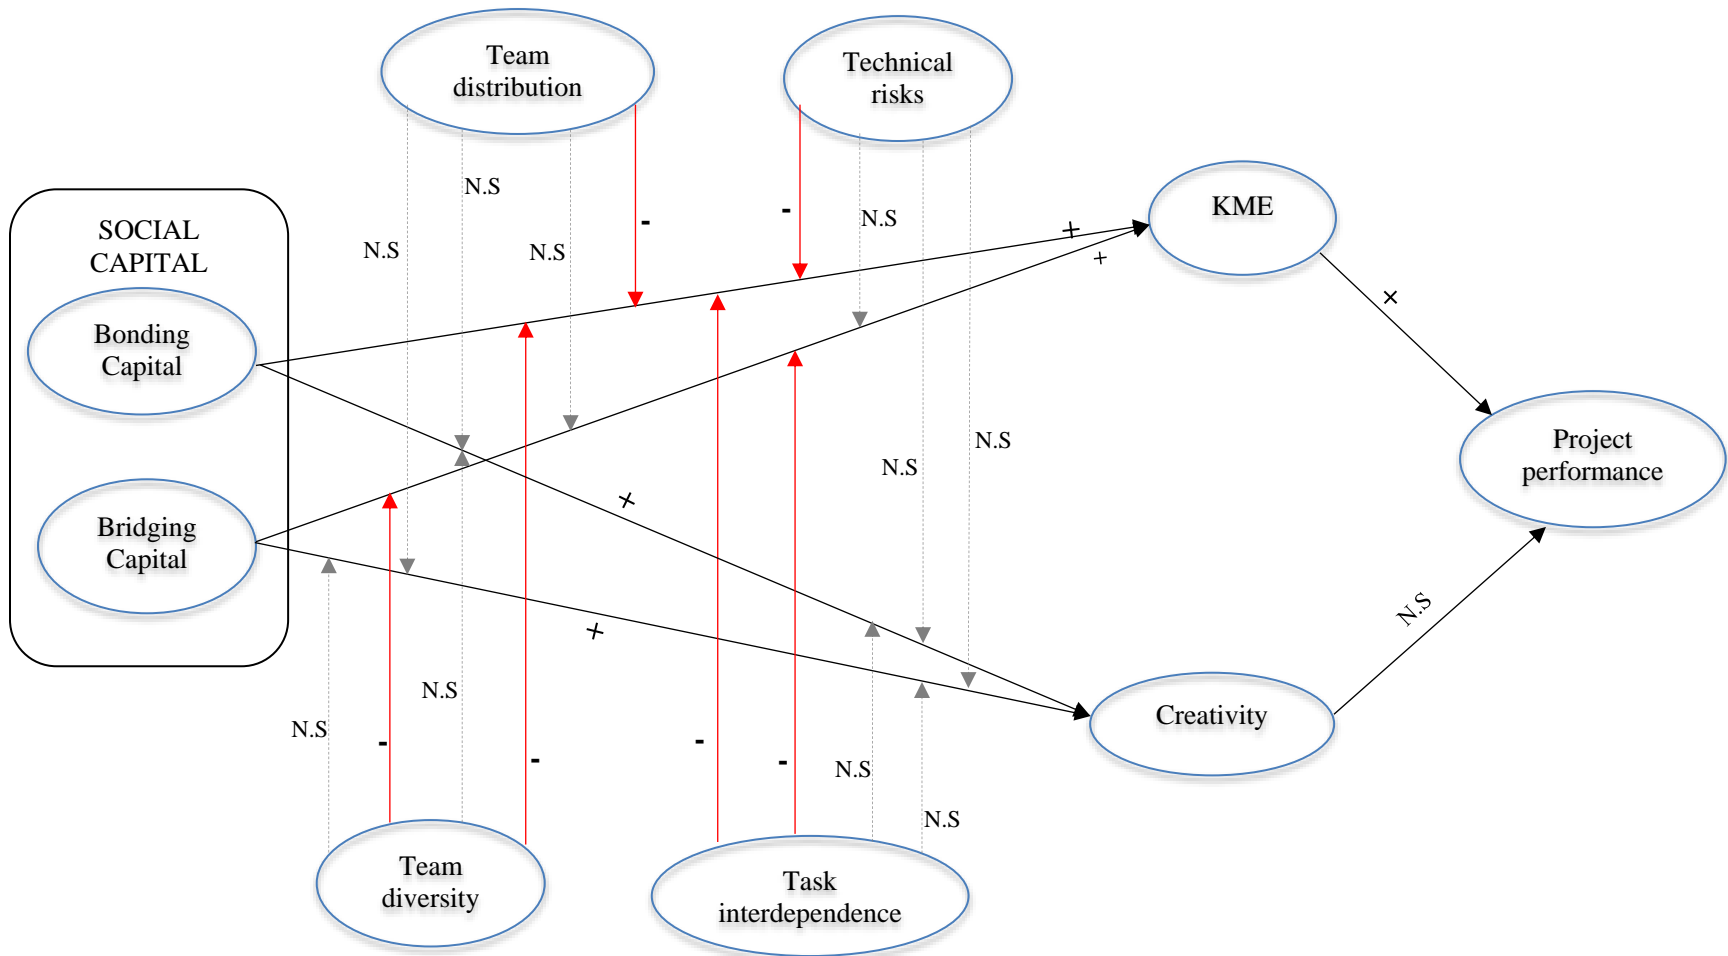 Team
distribution
Technical
risks
N.S
N.S
N.S
-
-
N.S
KME
+
+
SOCIAL
CAPITAL
Bonding
Capital
+
Project
performance
N.S
N.S
+
Bridging
Capital
+
N.S
N.S
N.S
-
-
-
-
N.S
N.S
Creativity
Team
diversity
Task
interdependence